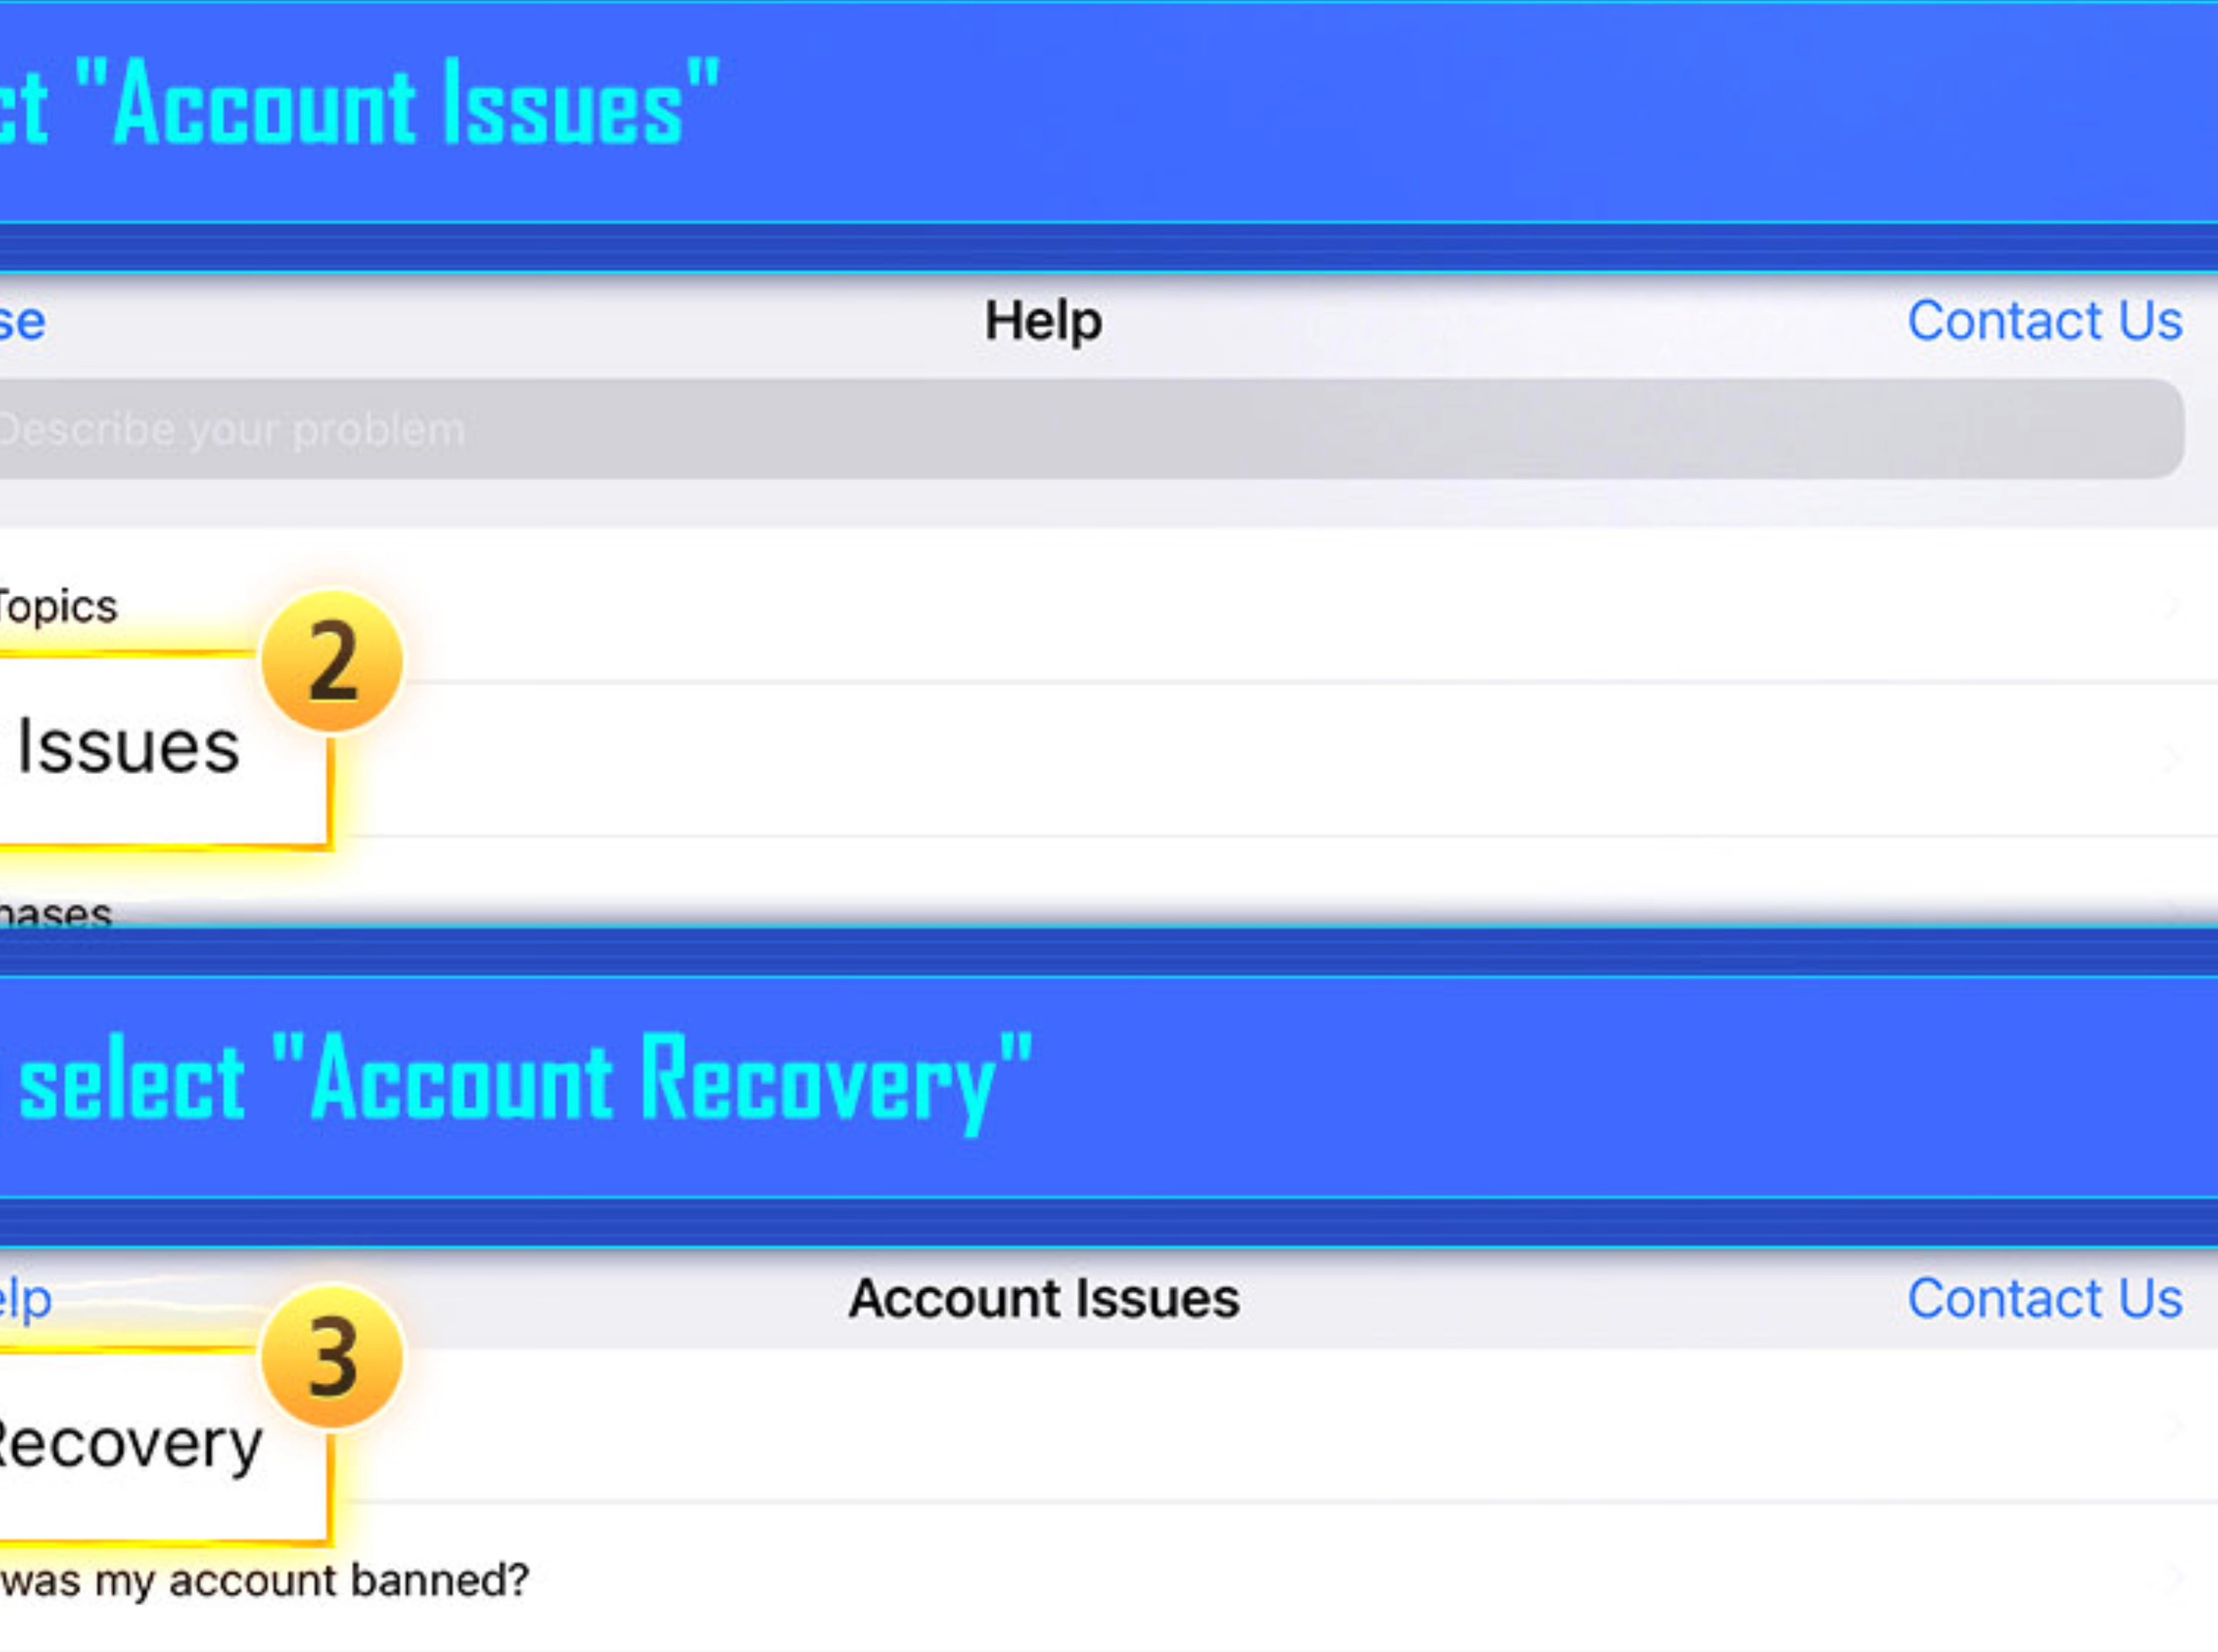 ct "Account Issues"
se Help Contact Us
Describe your problem
Topics
2
Issues
hases
select "Account Recovery"
elp Account Issues Contact Us
3
Recovery
was my account banned?